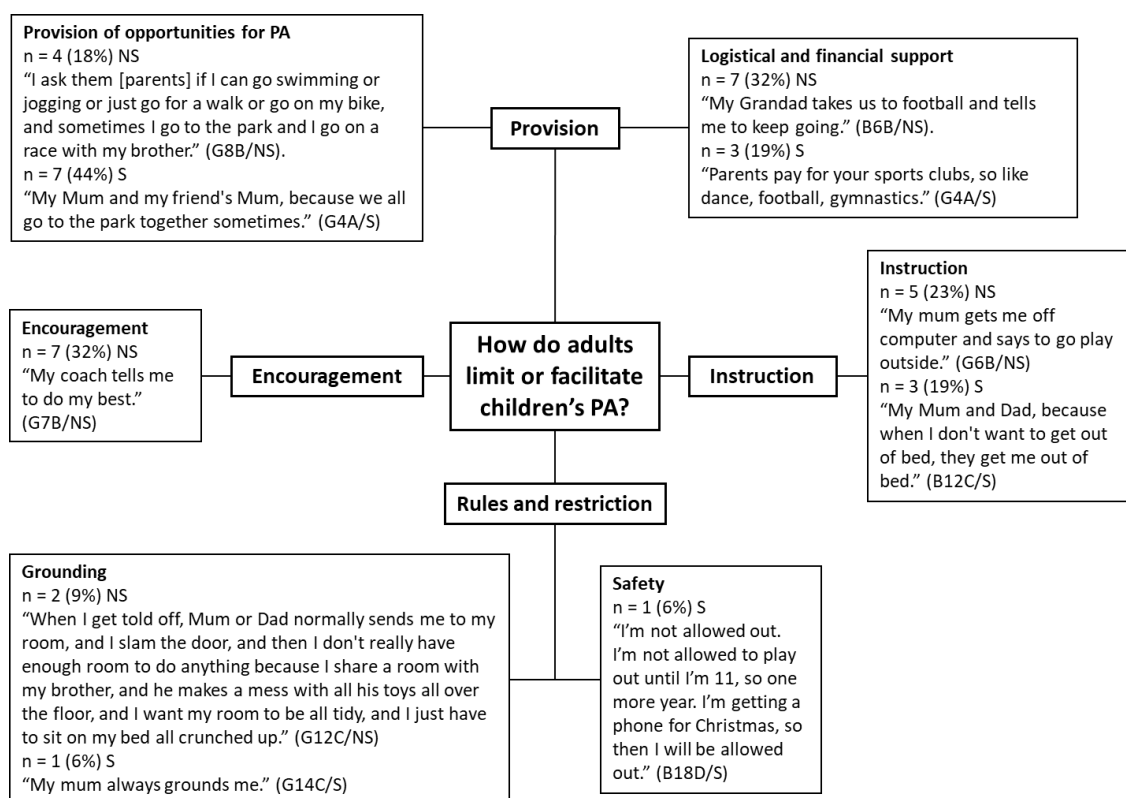 Provision of opportunities for PA
n = 4 (18%) NS
“I ask them [parents] if I can go swimming or
jogging or just go for a walk or go on my bike,
and sometimes I go to the park and I go on a
race with my brother.” (G8B/NS).
n = 7 (44%) S
“My Mum and my friend's Mum, because we all
go to the park together sometimes.” (G4A/S)
Provision
Logistical and financial support
n = 7 (32%) NS
“My Grandad takes us to football and tells
me to keep going.” (B6B/NS).
n = 3 (19%) S
“Parents pay for your sports clubs, so like
dance, football, gymnastics.” (G4A/S)
Encouragement
n = 7 (32%) NS
“My coach tells me
to do my best.”
(G7B/NS)
Encouragement
How do adults
limit or facilitate
children’s PA?
Instruction
Instruction
n = 5 (23%) NS
“My mum gets me off
computer and says to go play
outside.” (G6B/NS)
n = 3 (19%) S
“My Mum and Dad, because
when I don't want to get out
of bed, they get me out of
bed.” (B12C/S)
Rules and restriction
Grounding
n = 2 (9%) NS
“When I get told off, Mum or Dad normally sends me to my
room, and I slam the door, and then I don't really have
enough room to do anything because I share a room with
my brother, and he makes a mess with all his toys all over
the floor, and I want my room to be all tidy, and I just have
to sit on my bed all crunched up.” (G12C/NS)
n = 1 (6%) S
“My mum always grounds me.” (G14C/S)
Safety
n = 1 (6%) S
“I’m not allowed out.
I’m not allowed to play
out until I’m 11, so one
more year. I’m getting a
phone for Christmas, so
then I will be allowed
out.” (B18D/S)